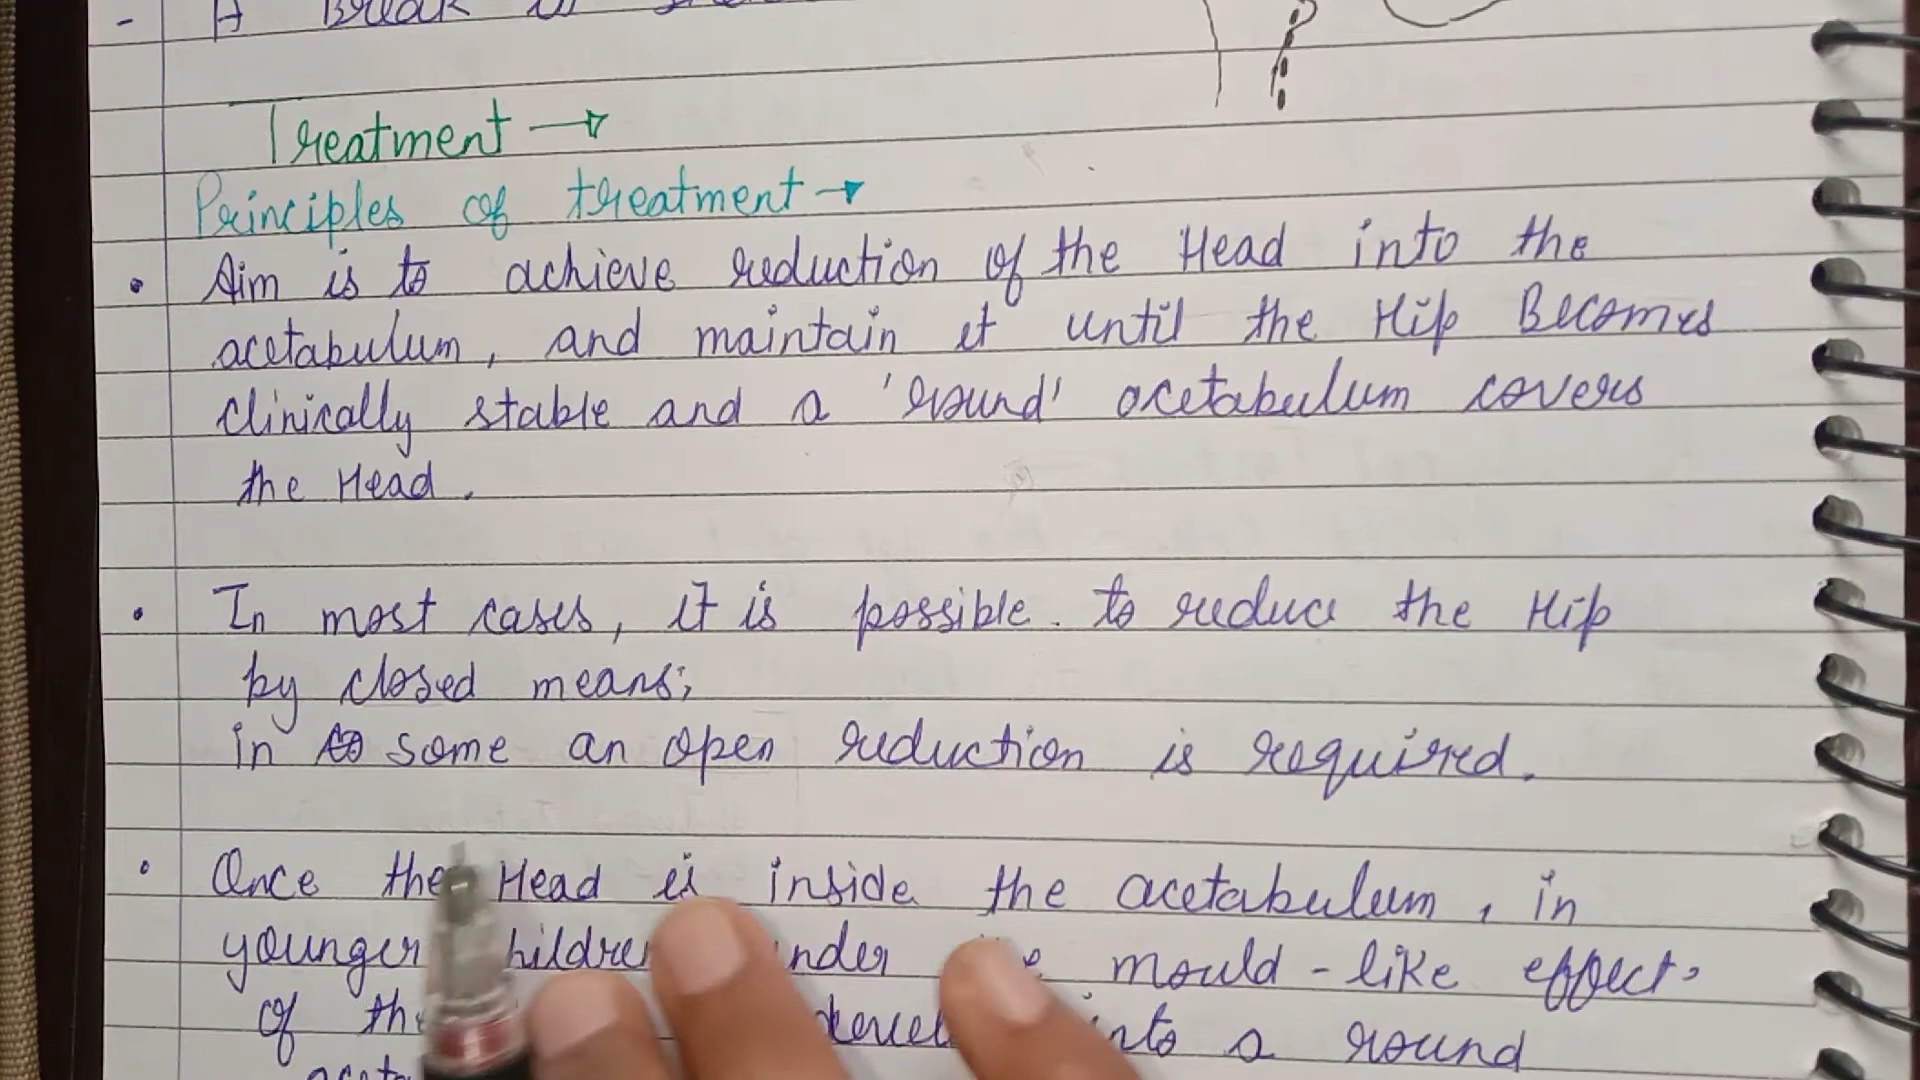 - A Break
Treatment →
Principles of treatment →
• Aim is to achieve reduction of the Head into the
acetabulum, and maintain it until the Hip Becomes
clinically stable and a 'round' acetabulum covers
the Head.
• In most cases, it is possible. to reduce the Hip
by closed means;
in some an open reduction is required.
• Once the Head is inside the acetabulum, in
younger mould-like effect
of into a round